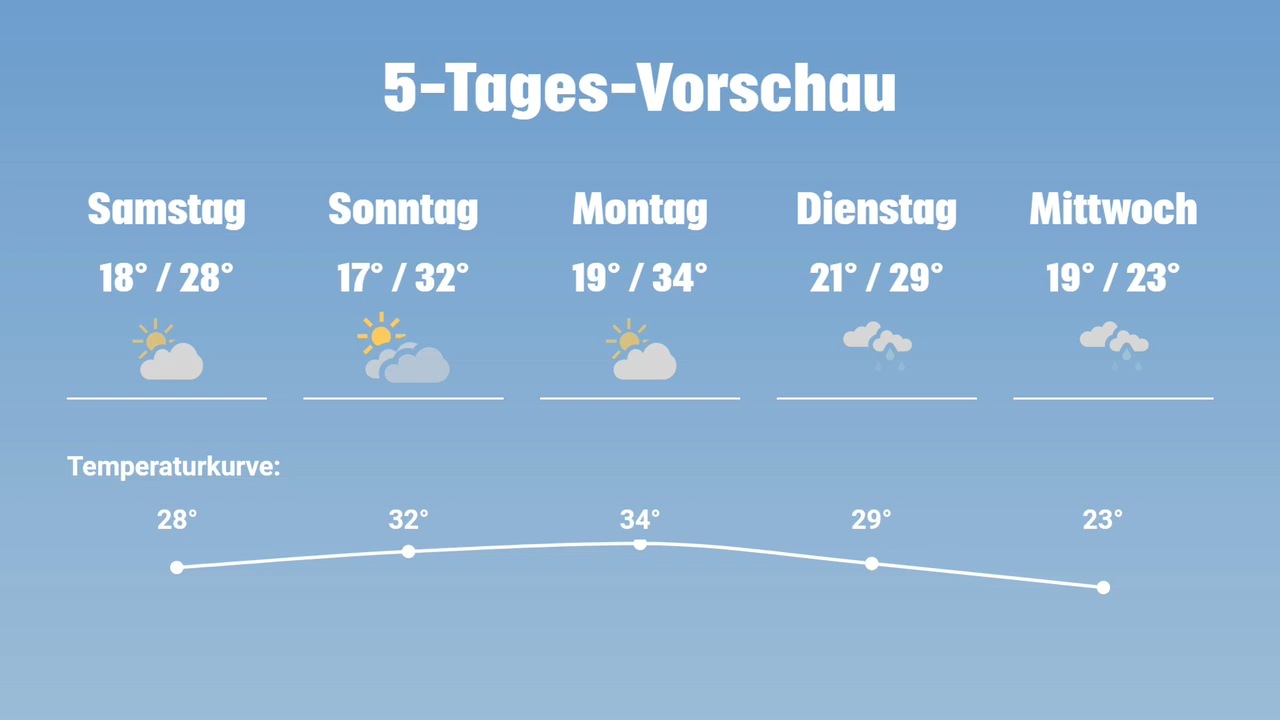 5-Tages-Vorschau
Samstag Sonntag Montag Dienstag Mittwoch
18° / 28° 17° / 32° 19° / 34° 21° / 29° 19° / 23°
Temperaturkurve:
28° 32° 34° 29° 23°